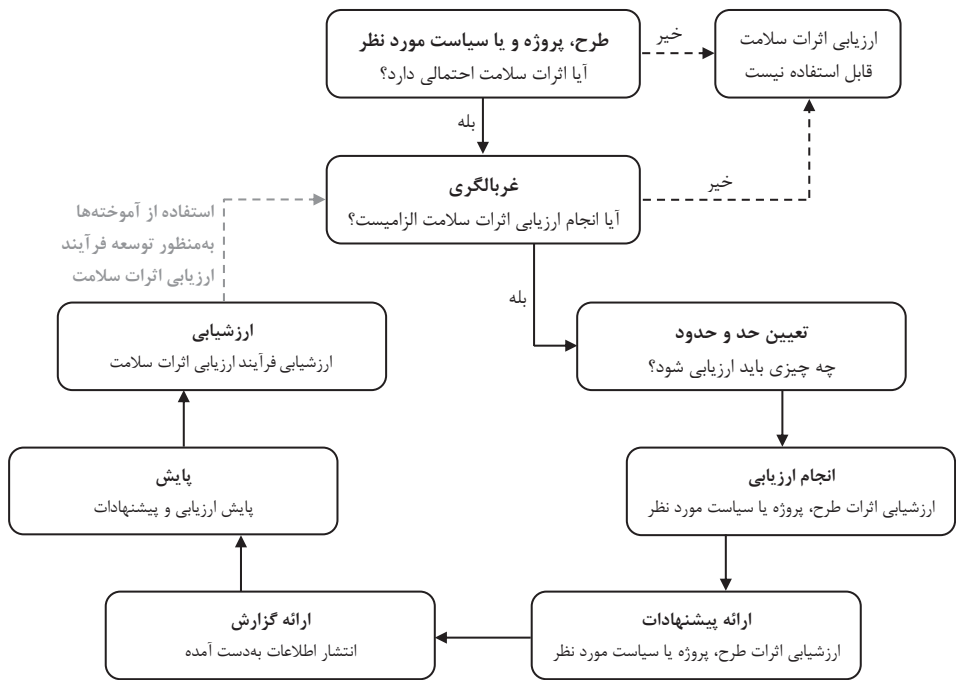 طرح، پروژه و یا سیاست مورد نظر
آیا اثرات سلامت احتمالی دارد؟
خیر
ارزیابی اثرات سلامت
قابل استفاده نیست
بله
غربالگری
آیا انجام ارزیابی اثرات سلامت الزامیست؟
خیر
استفاده از آموخته‌ها
به‌منظور توسعه فرآیند
ارزیابی اثرات سلامت
بله
تعیین حد و حدود
چه چیزی باید ارزیابی شود؟
ارزشیابی
ارزشیابی فرآیند ارزیابی اثرات سلامت
انجام ارزیابی
ارزشیابی اثرات طرح، پروژه یا سیاست مورد نظر
پایش
پایش ارزیابی و پیشنهادات
ارائه پیشنهادات
ارزشیابی اثرات طرح، پروژه یا سیاست مورد نظر
ارائه گزارش
انتشار اطلاعات به‌دست آمده